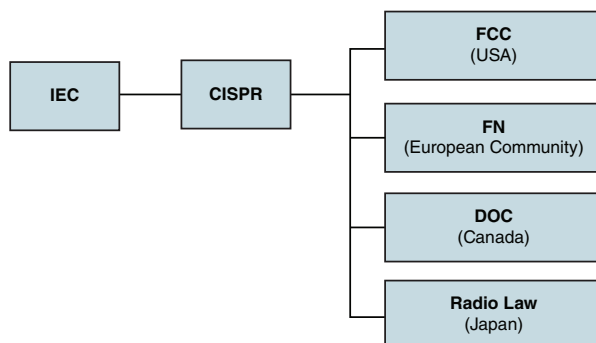 IEC
CISPR
FCC
(USA)
FN
(European Community)
DOC
(Canada)
Radio Law
(Japan)